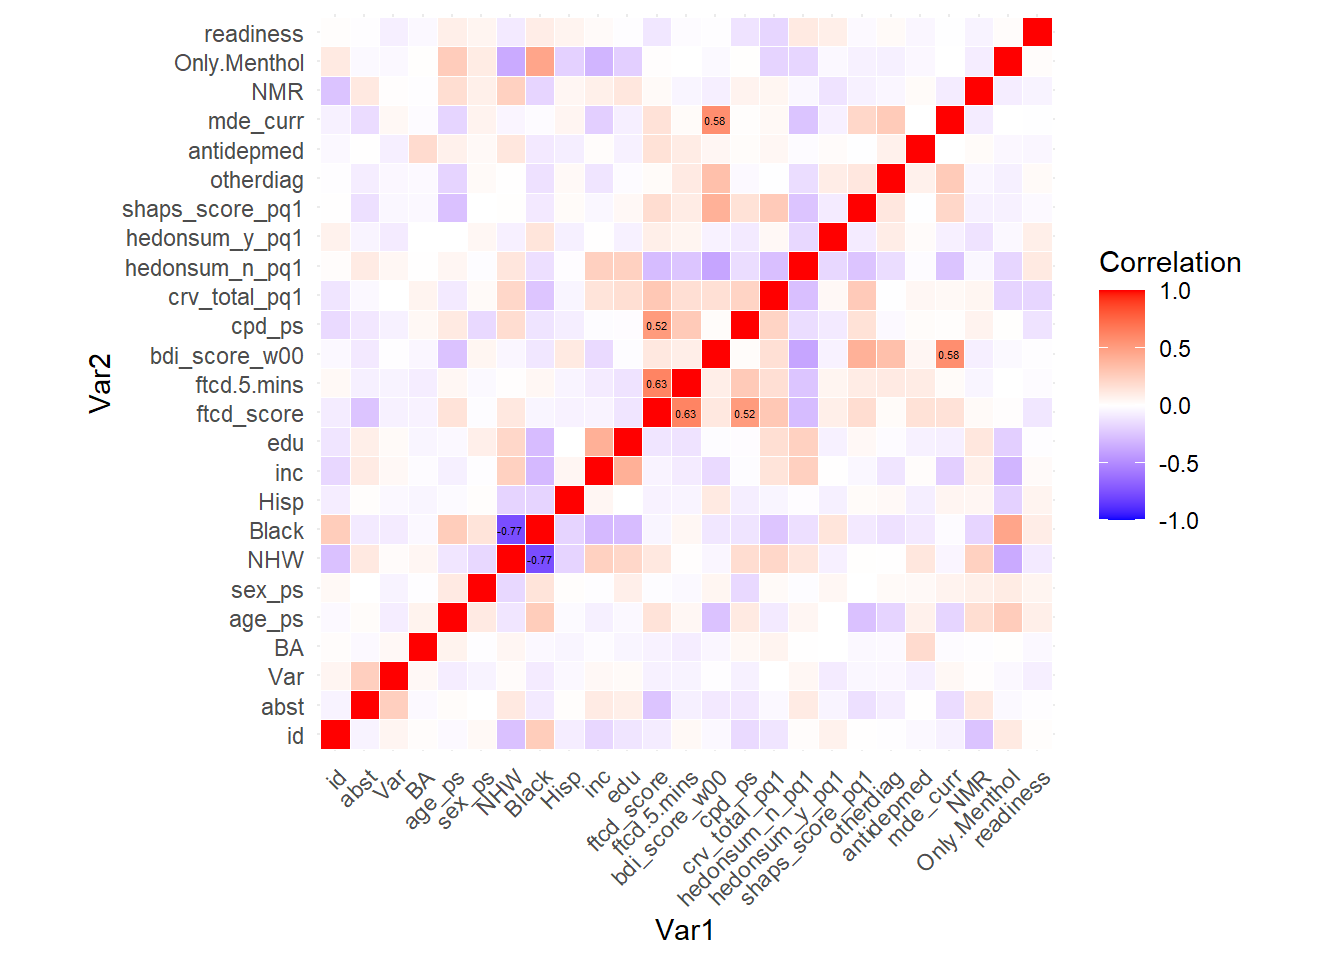 readiness
Only.Menthol
NMR
mde_curr
0.58
antidepmed
otherdiag
shaps_score_pq1
hedonsum_y_pq1
hedonsum_n_pq1
crv_total_pq1
cpd_ps
0.52
bdi_score_w00
0.58
ftcd.5.mins
0.63
ftcd_score
0.63 0.52
edu
inc
Hisp
Black
-0.77
NHW
-0.77
sex_ps
age_ps
BA
Var
abst
id
Var2
id abst Var BA age_ps sex_ps NHW Black Hisp inc edu ftcd_score ftcd.5.mins bdi_score_w00 cpd_ps crv_total_pq1 hedonsum_n_pq1 hedonsum_y_pq1 shaps_score_pq1 otherdiag antidepmed mde_curr NMR Only.Menthol readiness
Var1
Correlation
1.0
0.5
0.0
-0.5
-1.0